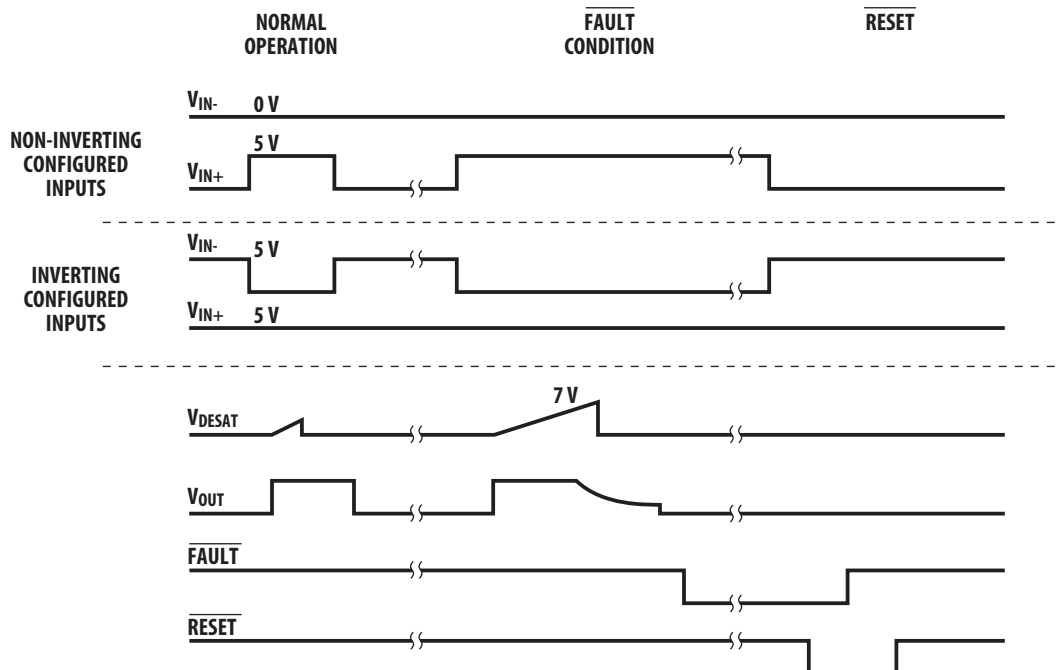 NORMAL
OPERATION
FAULT
CONDITION
RESET
VIN- 0 V
NON-INVERTING
CONFIGURED
INPUTS
5 V
VIN+
VIN- 5 V
INVERTING
CONFIGURED
INPUTS
VIN+ 5 V
7 V
VDESAT
VOUT
FAULT
RESET